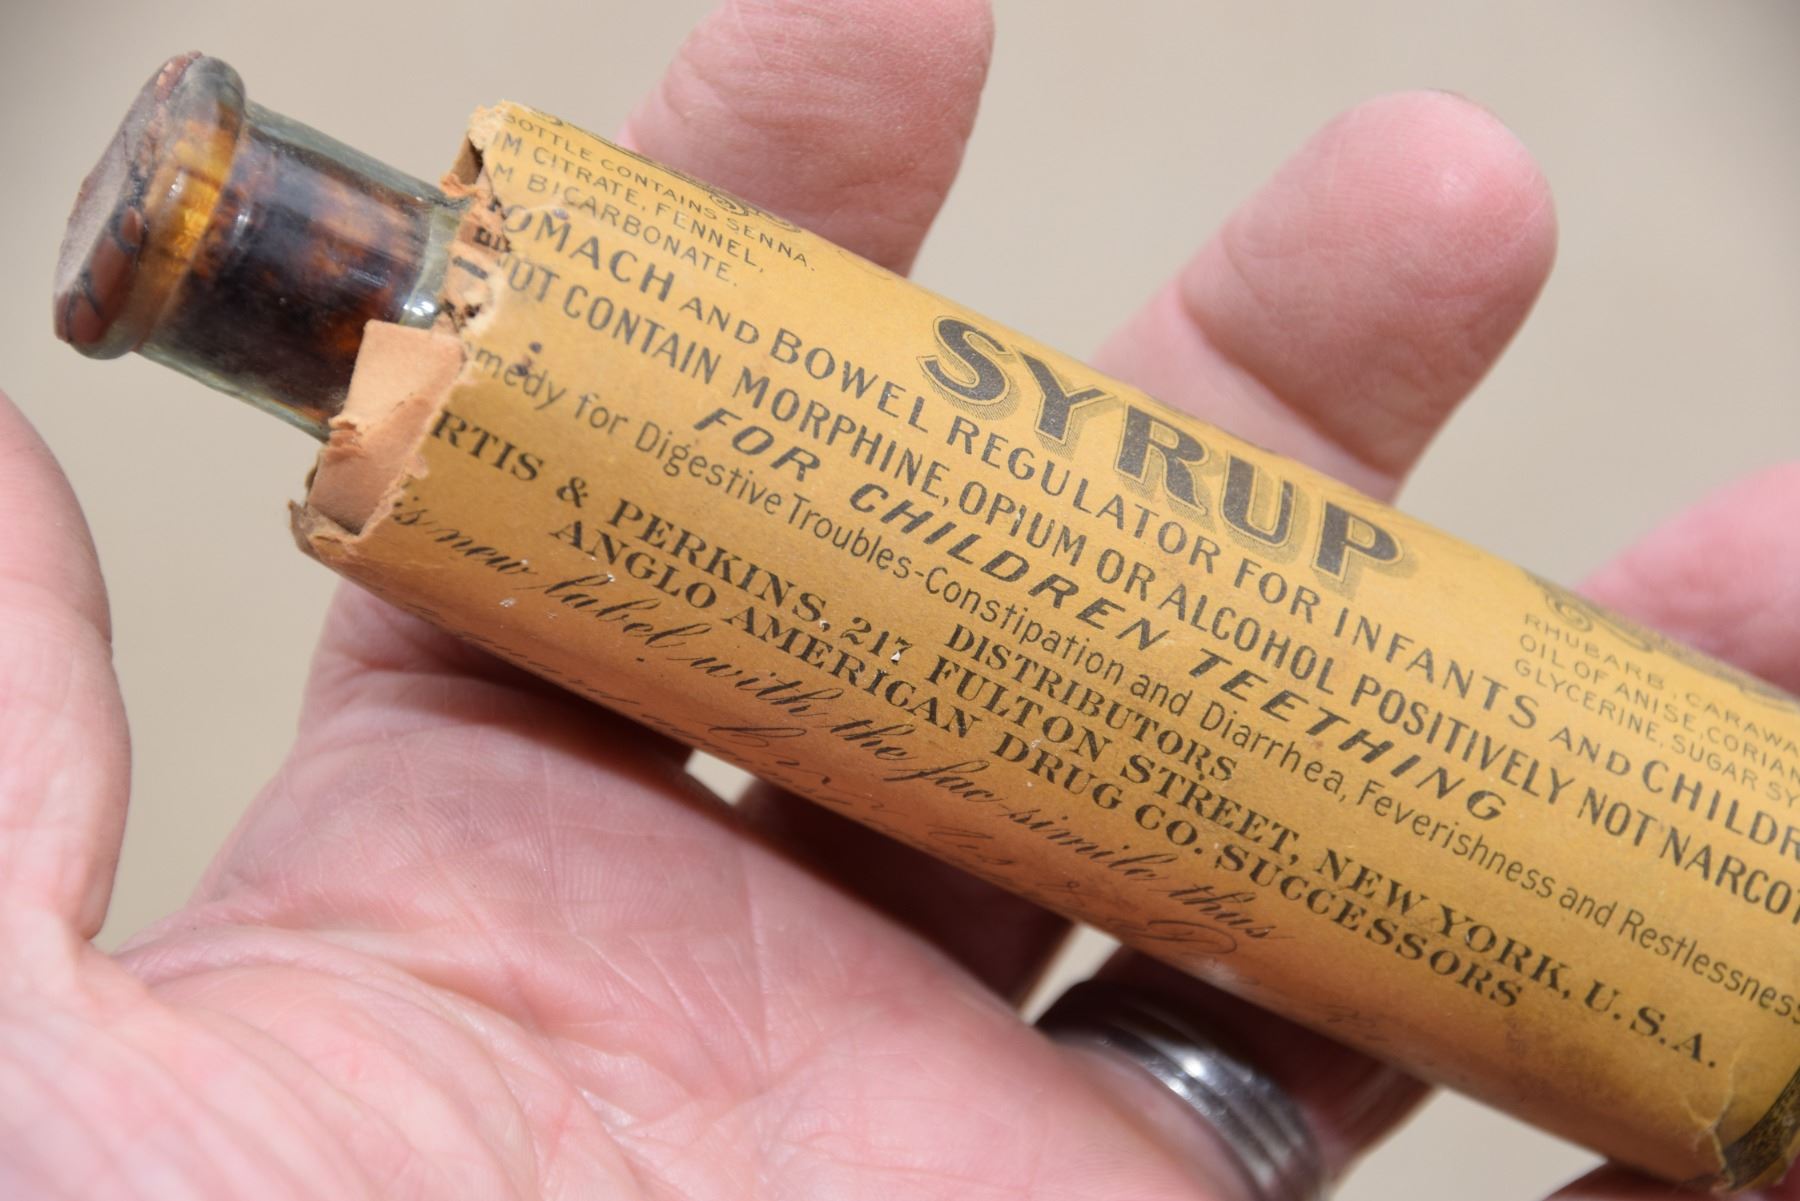 BOTTLE CONTAINS SENNA.
M CITRATE, FENNEL,
M BICARBONATE.
SYRUP
RHUBARB, CARAWA
OIL OF ANISE, CORIAN
GLYCERINE, SUGAR SY
OMACH AND BOWEL REGULATOR FOR INFANTS AND CHILDR
NOT CONTAIN MORPHINE, OPIUM OR ALCOHOL POSITIVELY NOT NARCOT
FOR CHILDREN TEETHING
medy for Digestive Troubles-Constipation and Diarrhea, Feverishness and Restlessness
DISTRIBUTORS
RTIS & PERKINS, 217 FULTON STREET, NEW YORK, U.S.A.
ANGLO AMERICAN DRUG CO. SUCCESSORS
is new label with the fac-simile thus